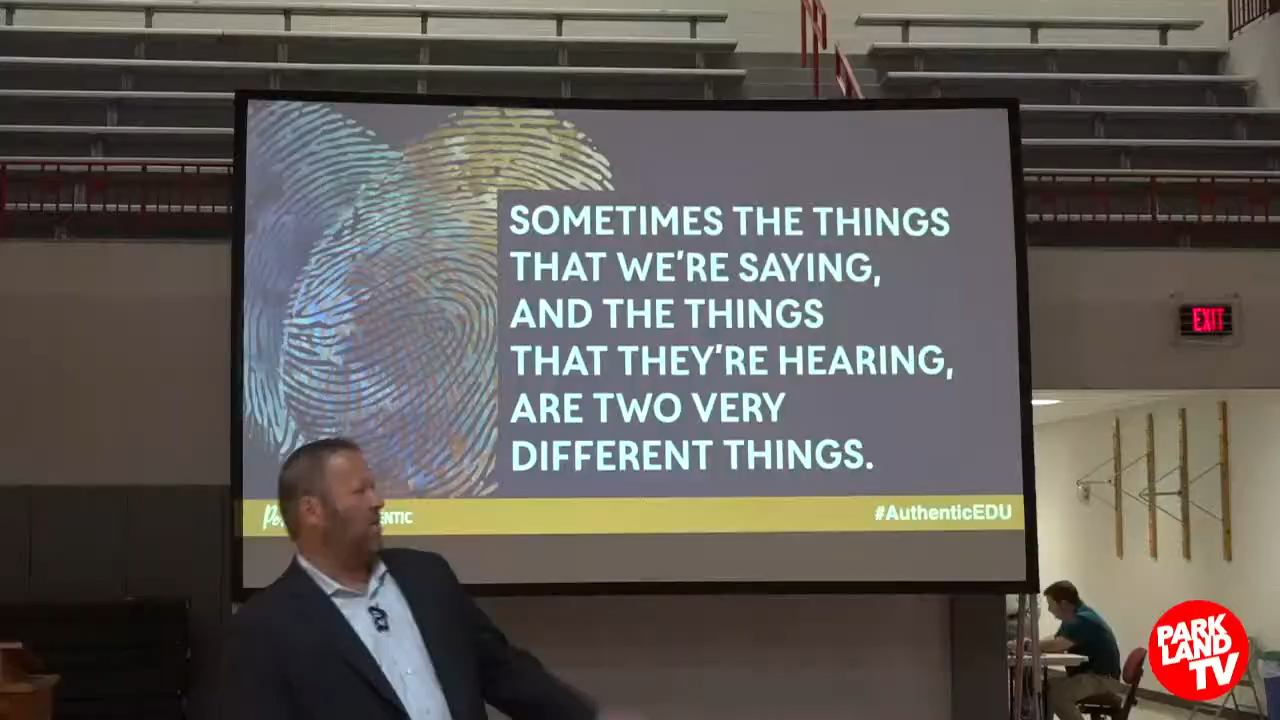 SOMETIMES THE THINGS
THAT WE'RE SAYING,
AND THE THINGS
THAT THEY'RE HEARING,
ARE TWO VERY
DIFFERENT THINGS.
#AuthenticEDU
EXIT
PARK
LAND
TV